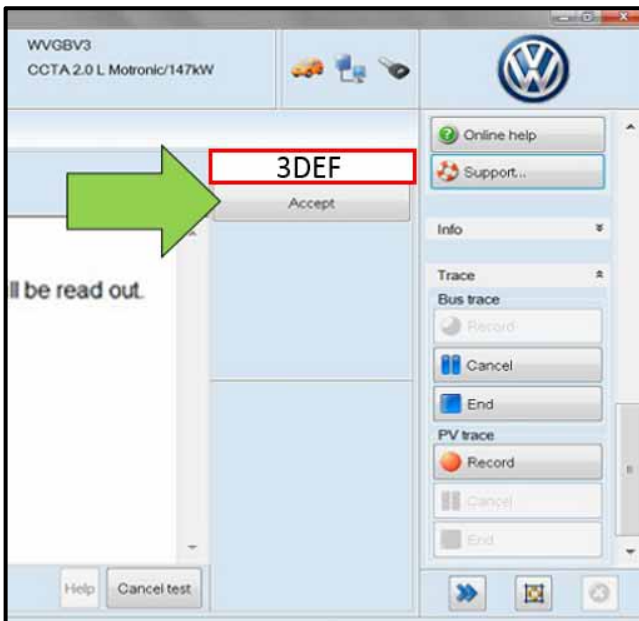 WVGBV3
CCTA 2.0 L Motronic/147kW
Online help
3DEF
Support...
Accept
Info
ll be read out.
Trace
Bus trace
Record
Cancel
End
PV trace
Record
Cancel
End
Help
Cancel test